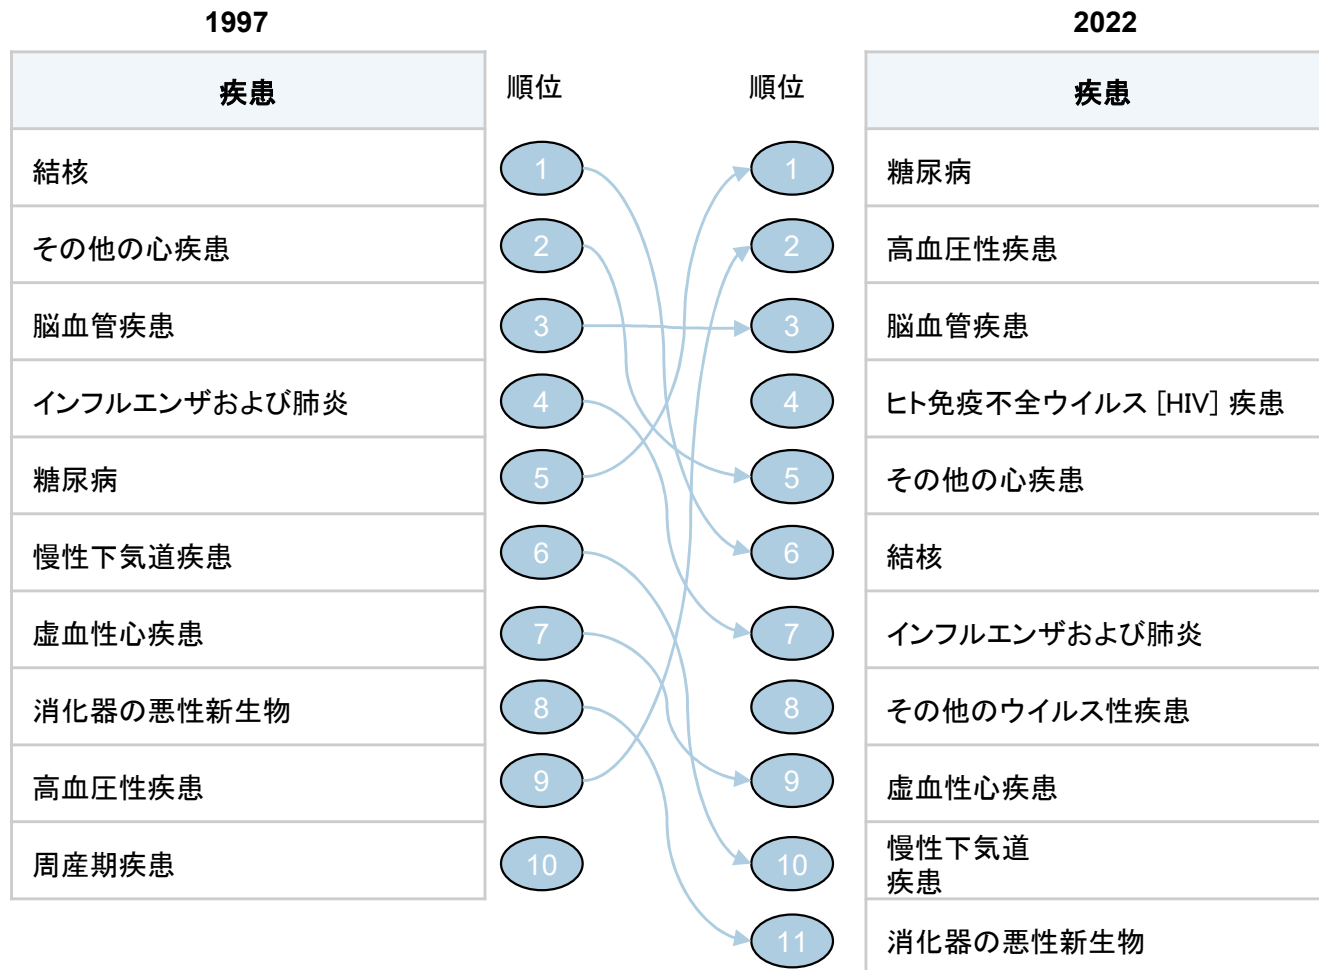 1997
2022
疾患
順位
順位
疾患
結核
1
1
糖尿病
その他の心疾患
2
2
高血圧性疾患
脳血管疾患
3
3
脳血管疾患
インフルエンザおよび肺炎
4
4
ヒト免疫不全ウイルス [HIV] 疾患
糖尿病
5
5
その他の心疾患
慢性下気道疾患
6
6
結核
虚血性心疾患
7
7
インフルエンザおよび肺炎
消化器の悪性新生物
8
8
その他のウイルス性疾患
高血圧性疾患
9
9
虚血性心疾患
周産期疾患
10
10
慢性下気道
疾患
11
消化器の悪性新生物